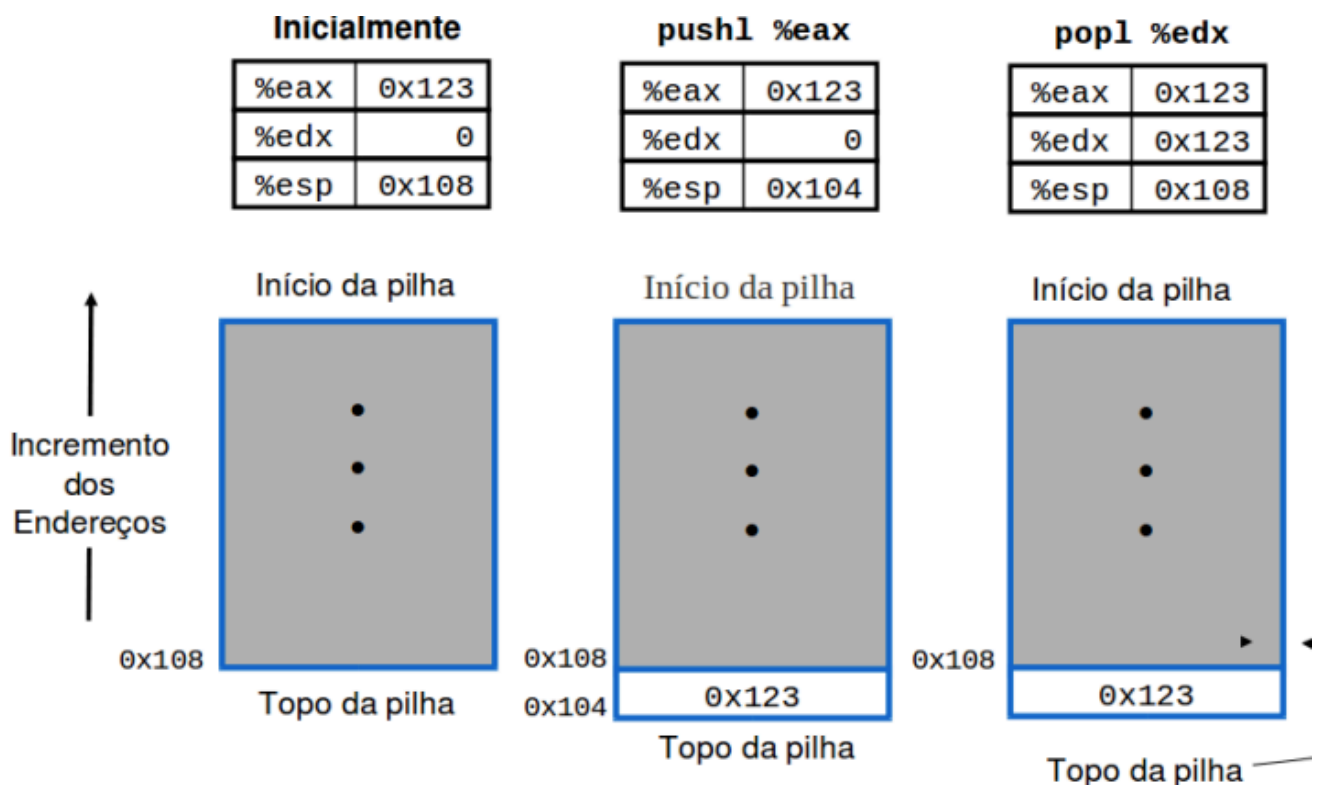 Inicialmente
%eax 0x123
%edx 0
%esp 0x108
pushl %eax
%eax 0x123
%edx 0
%esp 0x104
popl %edx
%eax 0x123
%edx 0x123
%esp 0x108
Incremento
dos
Endereços
Início da pilha
0x108
Topo da pilha
Início da pilha
0x108
0x104 0x123
Topo da pilha
Início da pilha
0x108
0x123
Topo da pilha